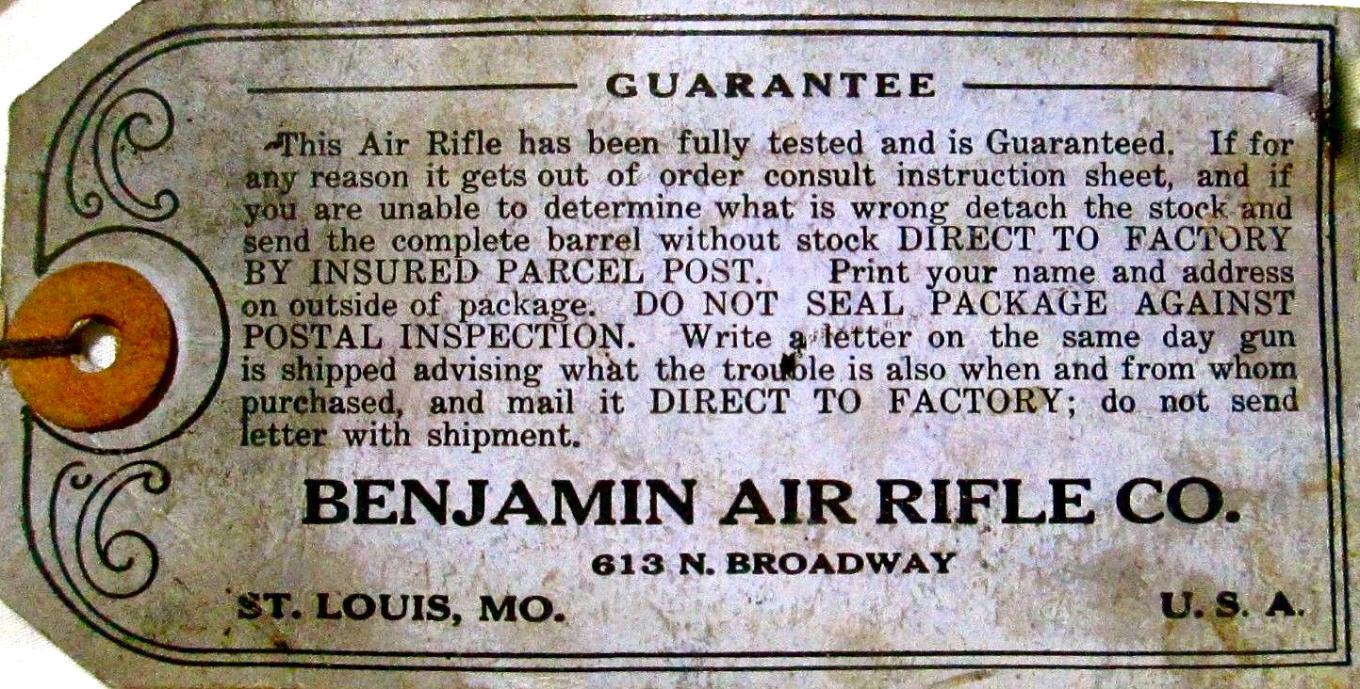 GUARANTEE
This Air Rifle has been fully tested and is Guaranteed. If for
any reason it gets out of order consult instruction sheet, and if
you are unable to determine what is wrong detach the stock and
send the complete barrel without stock DIRECT TO FACTORY
BY INSURED PARCEL POST. Print your name and address
on outside of package. DO NOT SEAL PACKAGE AGAINST
POSTAL INSPECTION. Write a letter on the same day gun
is shipped advising what the trouble is also when and from whom
purchased, and mail it DIRECT TO FACTORY; do not send
letter with shipment.
BENJAMIN AIR RIFLE CO.
613 N. BROADWAY
ST. LOUIS, MO. U. S. A.